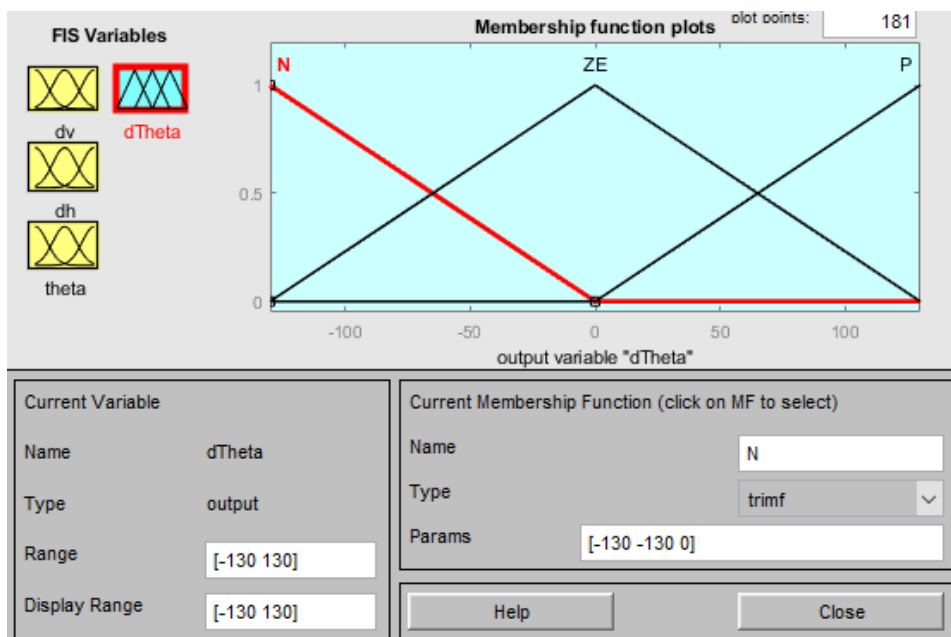 FIS Variables
Membership function plots
plot points:
181
dv
dTheta
dh
theta
N
ZE
P
1
0.5
0
-100
-50
0
50
100
output variable "dTheta"
Current Variable
Name
dTheta
Type
output
Range
[-130 130]
Display Range
[-130 130]
Current Membership Function (click on MF to select)
Name
N
Type
trimf
Params
[-130 -130 0]
Help
Close